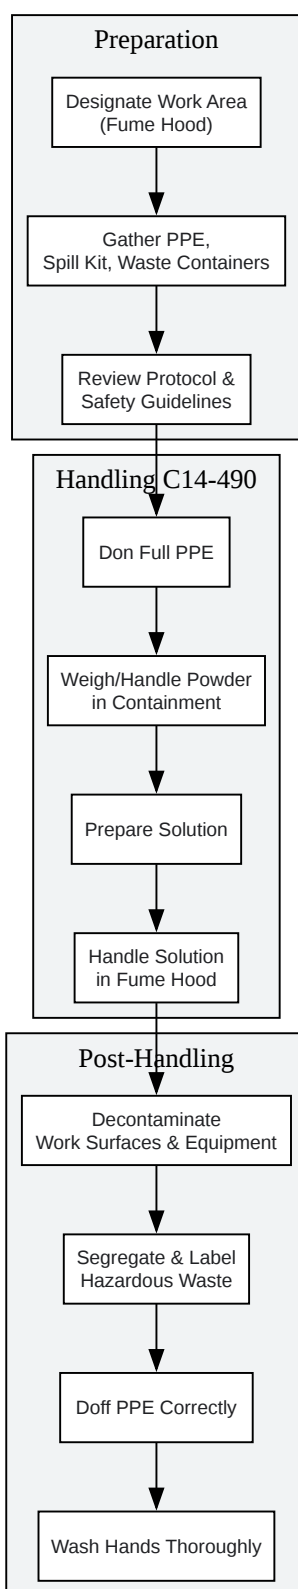 Preparation
Designate Work Area
(Fume Hood)
Gather PPE,
Spill Kit, Waste Containers
Review Protocol &
Safety Guidelines
Handling C14-490
Don Full PPE
Weigh/Handle Powder
in Containment
Prepare Solution
Handle Solution
in Fume Hood
Post-Handling
Decontaminate
Work Surfaces & Equipment
Segregate & Label
Hazardous Waste
Doff PPE Correctly
Wash Hands Thoroughly